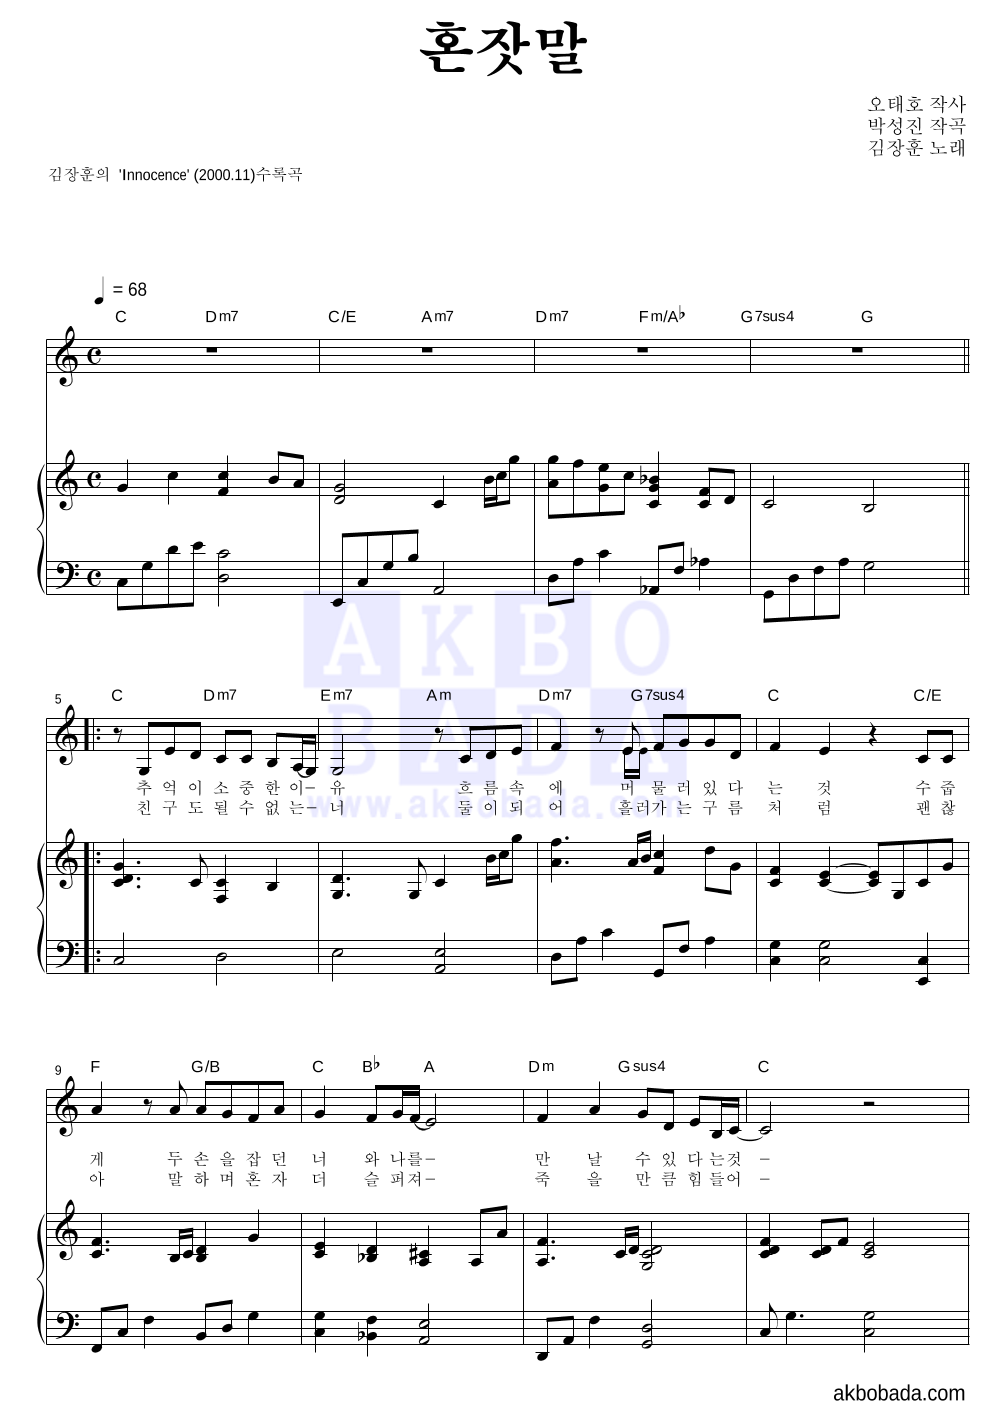 혼잣말
오태호 작사
박성진 작곡
김장훈 노래
김장훈의 'Innocence' (2000.11)수록곡
♩ = 68
C Dm7 C/E Am7 Dm7 Fm/A♭ G7sus4 G
5 C Dm7 Em7 Am Dm7 G7sus4 C C/E
추 억 이 소 중 한 이- 유 흐 름 속 에 머 물 러 있 다 는 것 수 줍
친 구 도 될 수 없 는- 너 둘 이 되 어 흘 러 가 는 구 름 처 럼 괜 찮
9 F G/B C B♭ A Dm Gsus4 C
게 두 손 을 잡 던 너 와 나 를- 만 날 수 있 다 는 것 -
아 말 하 며 혼 자 더 슬 퍼 져- 죽 을 만 큼 힘 들 어 -
AKBO
BADA
www.akbobada.com
akbobada.com